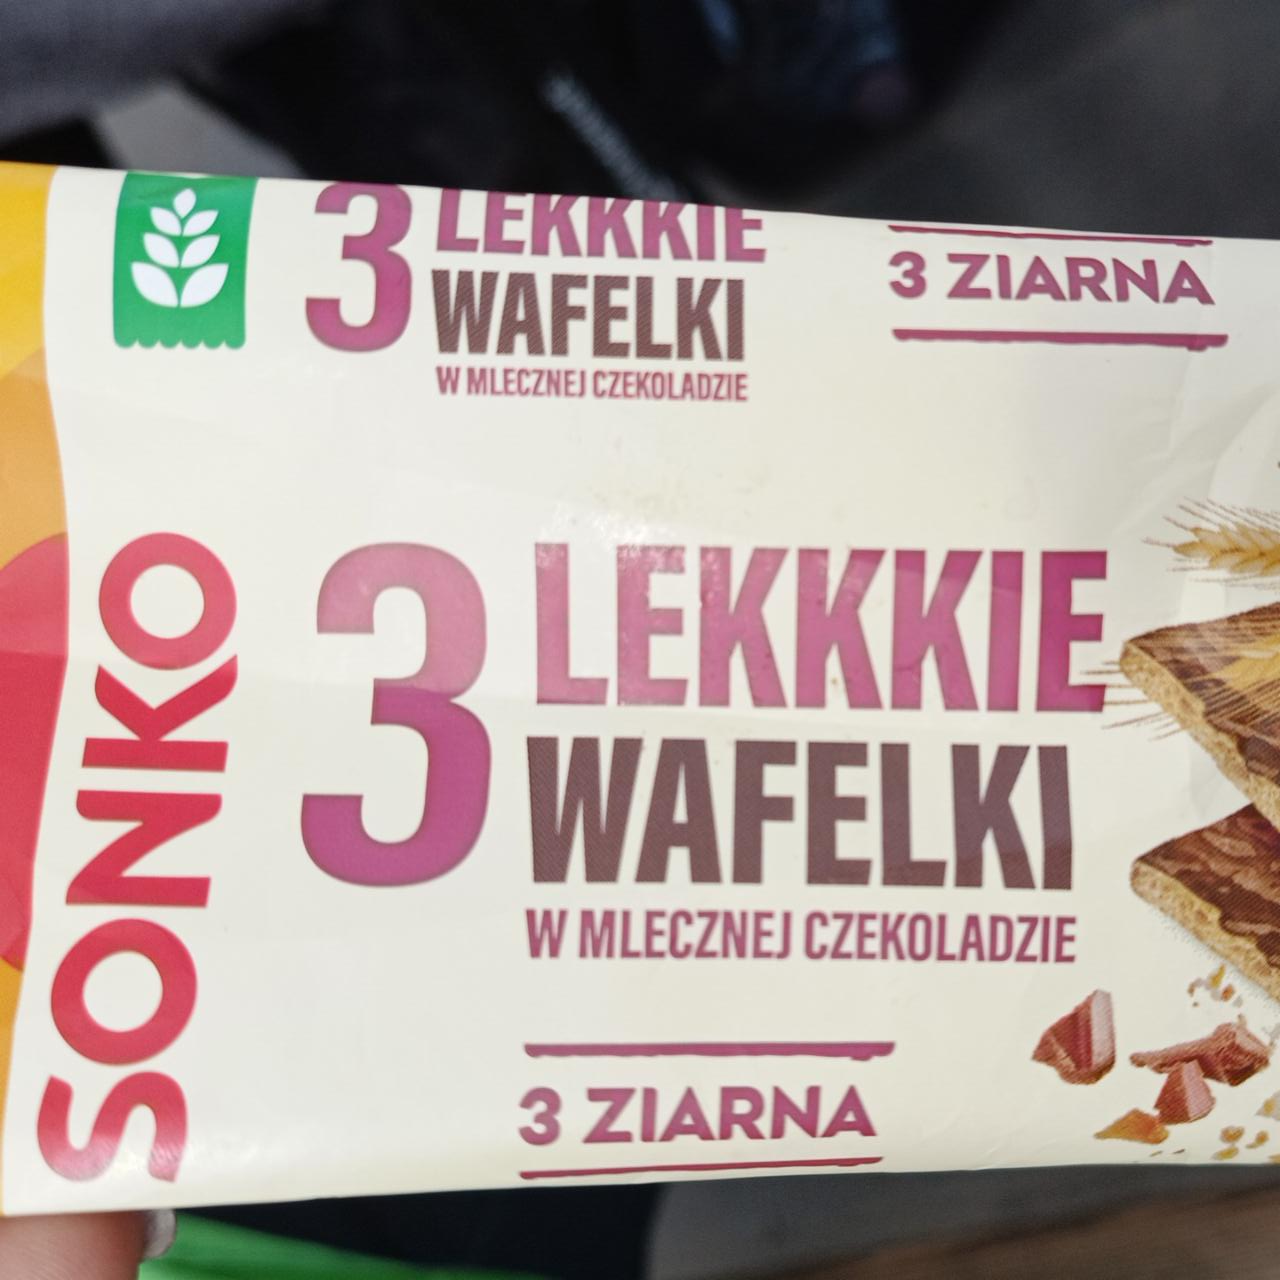 3 LEKKKIE
WAFELKI
W MLECZNEJ CZEKOLADZIE
3 ZIARNA
SONKO
3 LEKKKIE
WAFELKI
W MLECZNEJ CZEKOLADZIE
3 ZIARNA